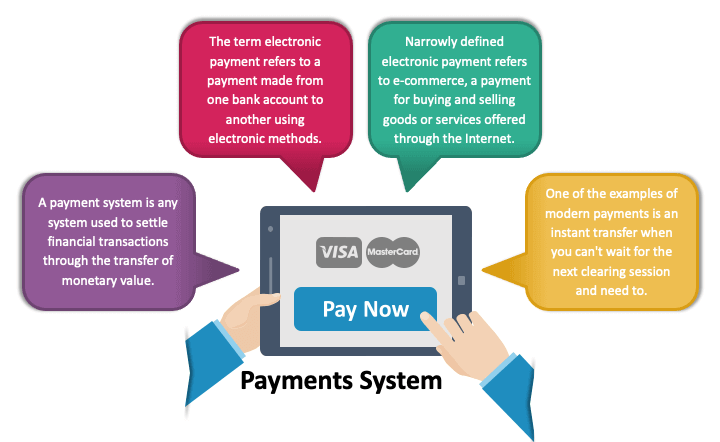 The term electronic
payment refers to a
payment made from
one bank account to
another using
electronic methods.
Narrowly defined
electronic payment refers
to e-commerce, a payment
for buying and selling
goods or services offered
through the Internet.
A payment system is any
system used to settle
financial transactions
through the transfer of
monetary value.
One of the examples of
modern payments is an
instant transfer when
you can't wait for the
next clearing session
and need to.
VISA MasterCard
Pay Now
Payments System